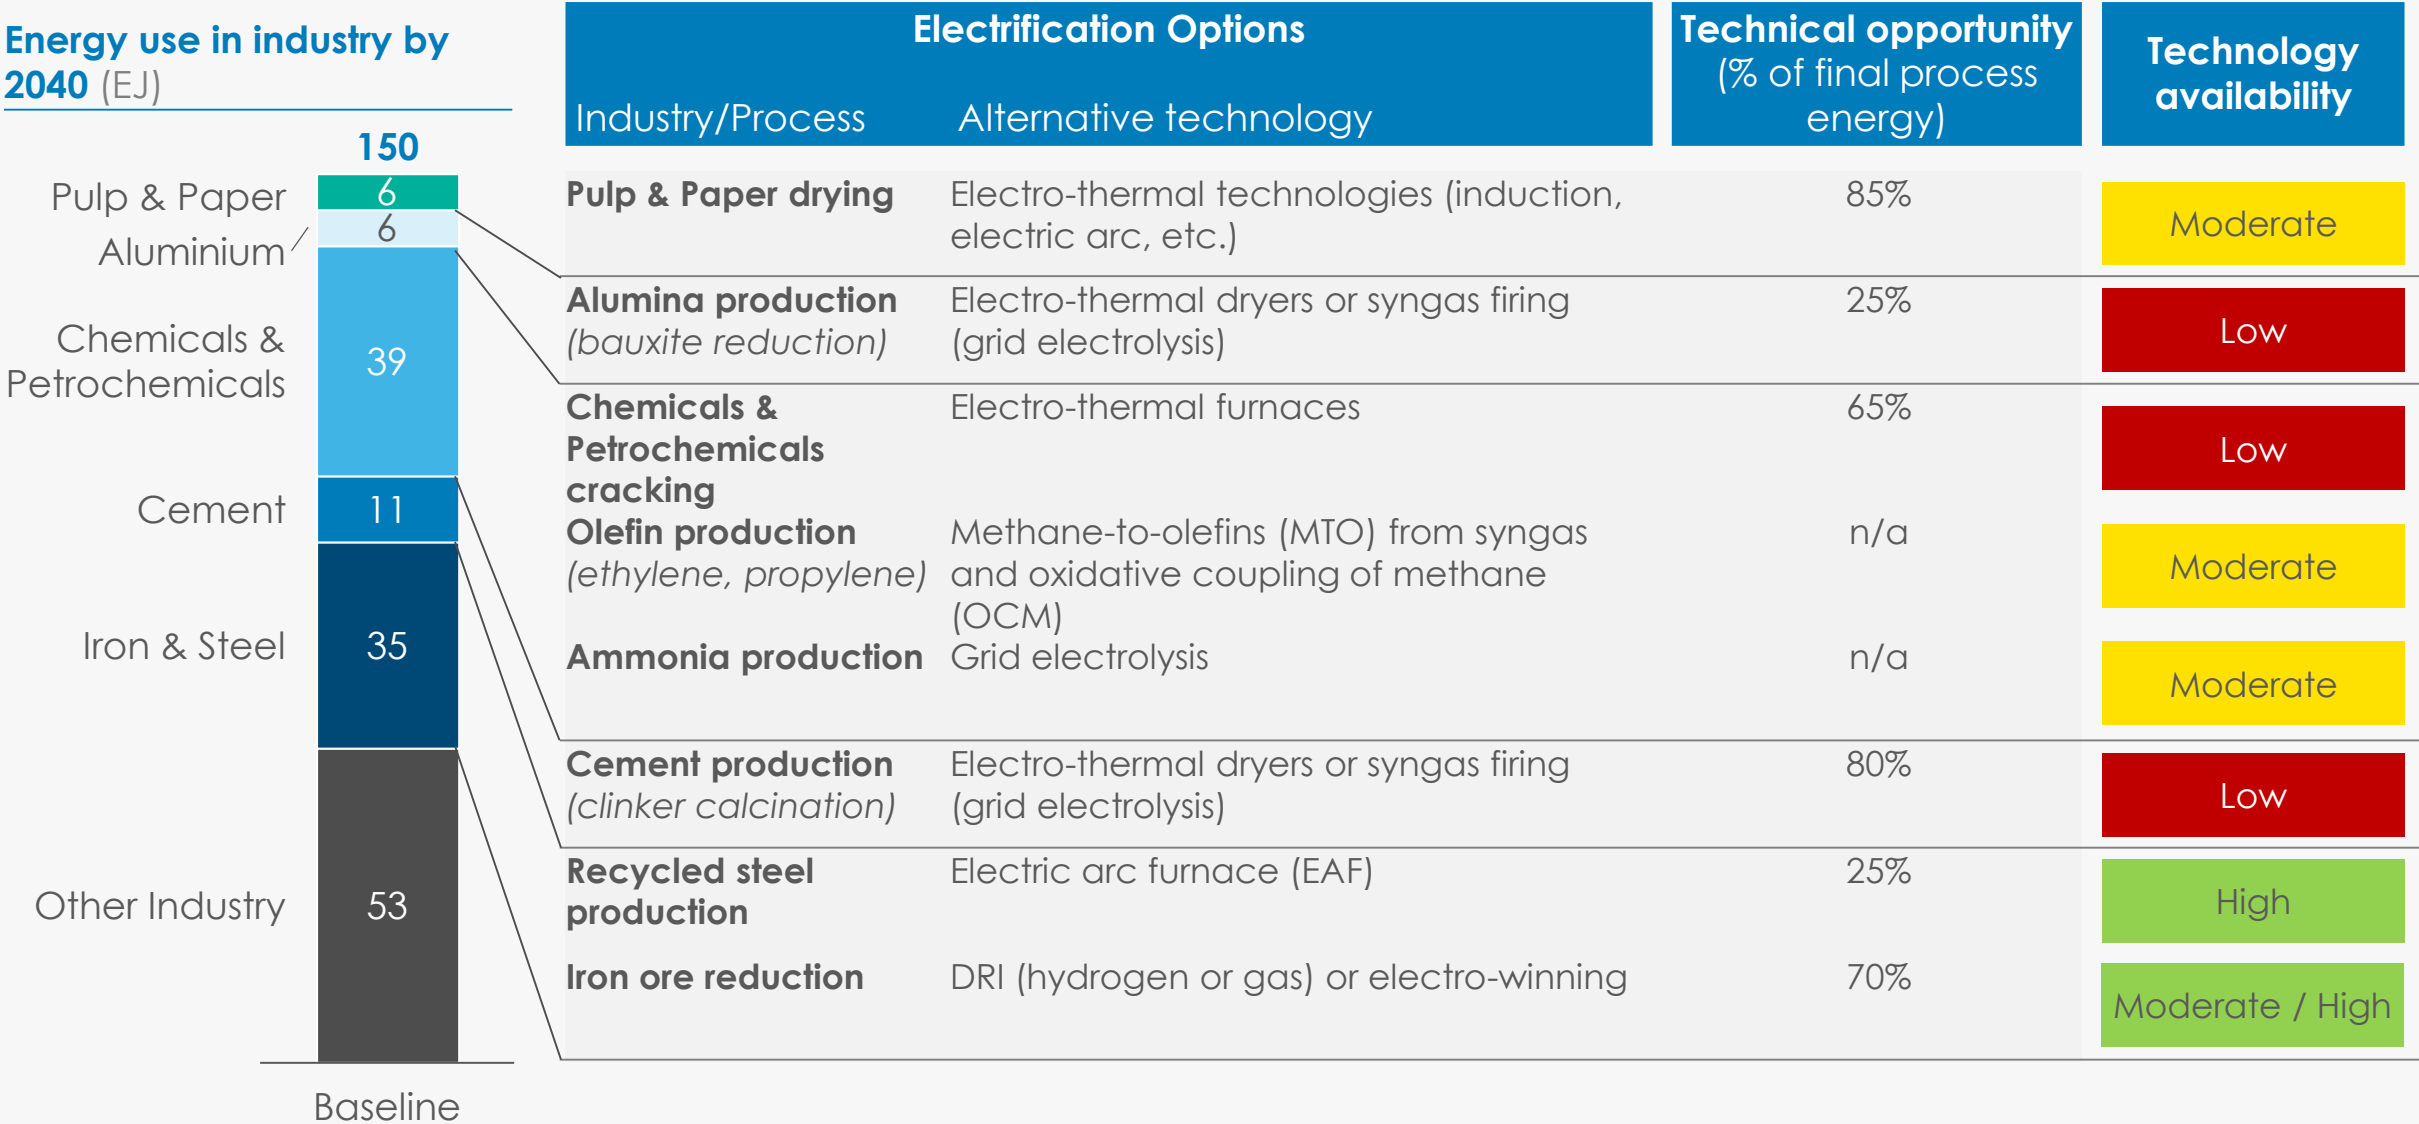 Energy use in industry by
2040 (EJ)
150
Pulp & Paper
6
Aluminium
6
Chemicals &
Petrochemicals
39
Cement
11
Iron & Steel
35
Other Industry
53
Baseline
Electrification Options
Industry/Process
Alternative technology
Technical opportunity
(% of final process
energy)
Technology
availability
Pulp & Paper drying
Electro-thermal technologies (induction,
electric arc, etc.)
85%
Moderate
Alumina production
(bauxite reduction)
Electro-thermal dryers or syngas firing
(grid electrolysis)
25%
Low
Chemicals &
Petrochemicals
cracking
Electro-thermal furnaces
65%
Low
Olefin production
(ethylene, propylene)
Methane-to-olefins (MTO) from syngas
and oxidative coupling of methane
(OCM)
n/a
Moderate
Ammonia production
Grid electrolysis
n/a
Moderate
Cement production
(clinker calcination)
Electro-thermal dryers or syngas firing
(grid electrolysis)
80%
Low
Recycled steel
production
Electric arc furnace (EAF)
25%
High
Iron ore reduction
DRI (hydrogen or gas) or electro-winning
70%
Moderate / High